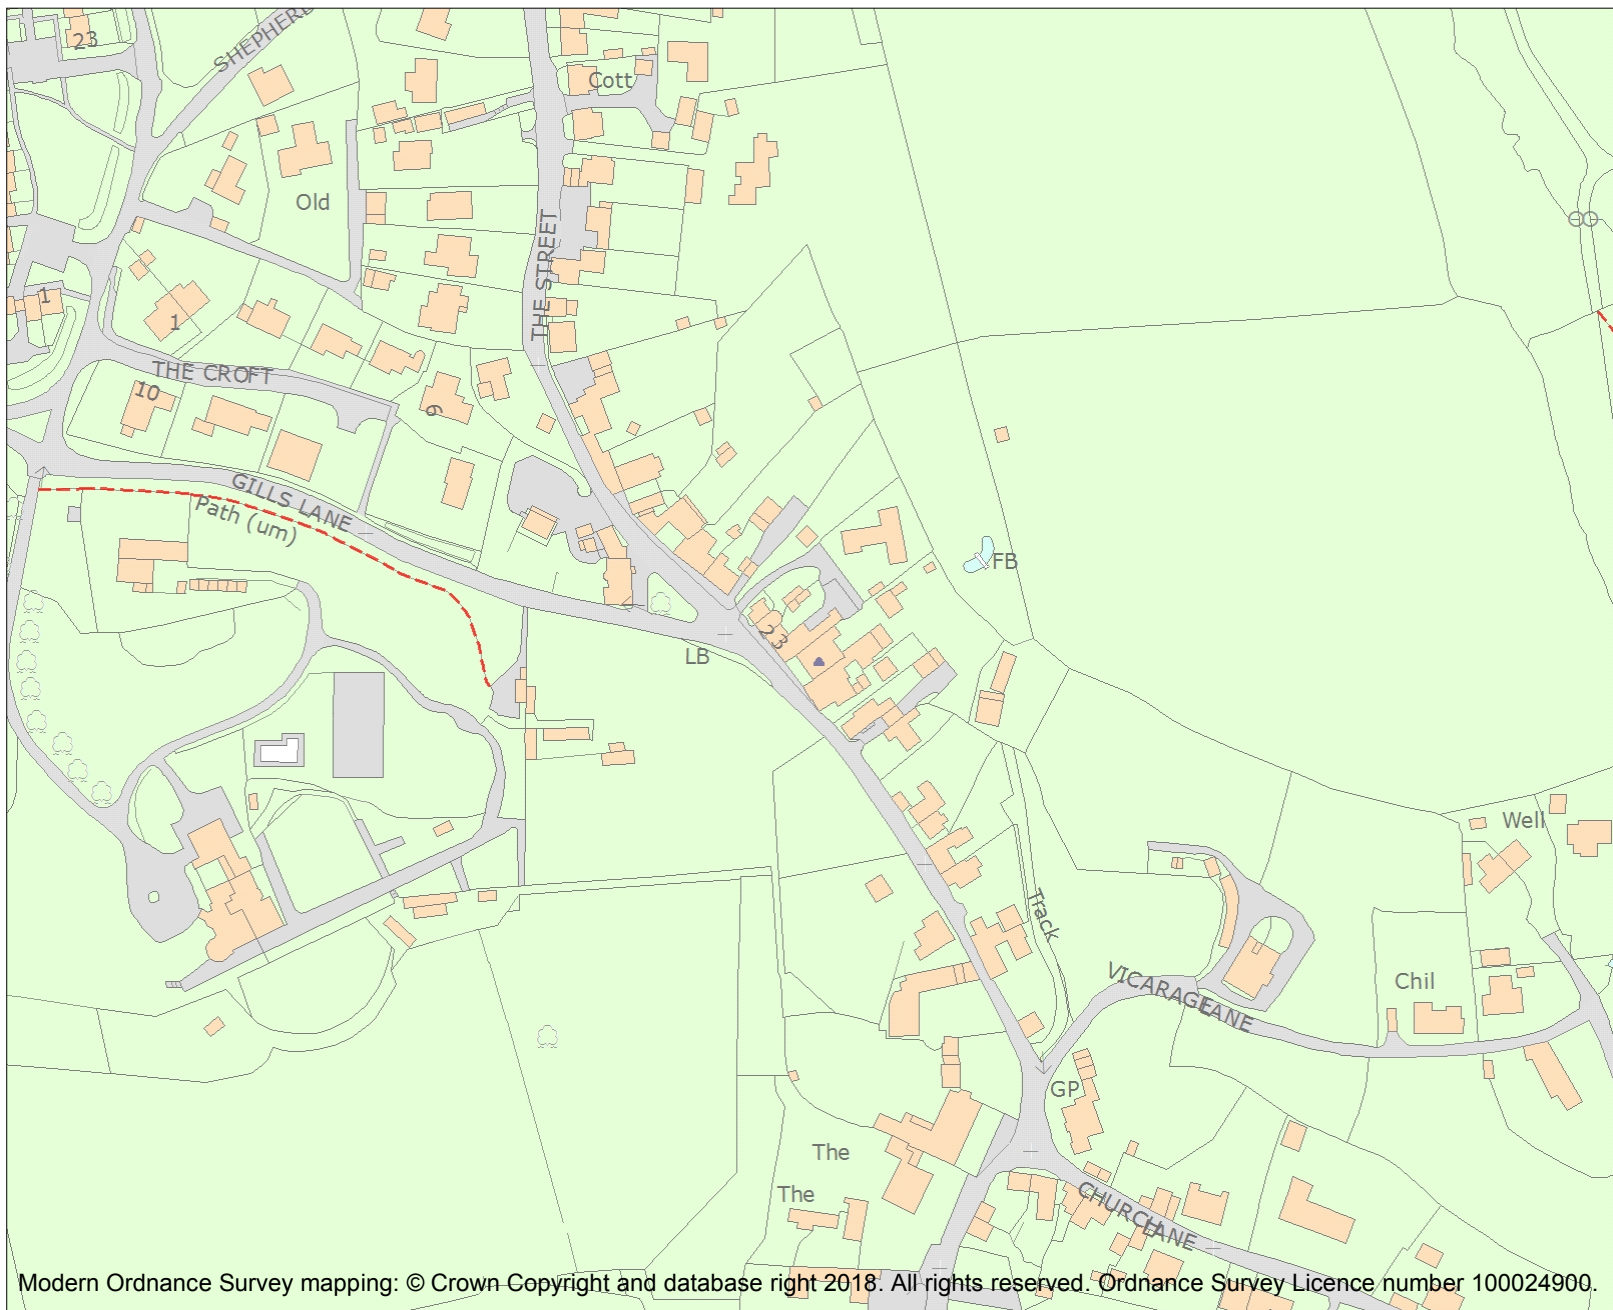 23
SHEPHERD
Cott
Old
THE STREET
1
1
THE CROFT
10
6
GILLS LANE
Path (um)
FB
23
LB
Well
Track
VICARAGE LANE
Chil
GP
The
The
CHURCH LANE
Modern Ordnance Survey mapping: © Crown Copyright and database right 2018. All rights reserved. Ordnance Survey Licence number 100024900.